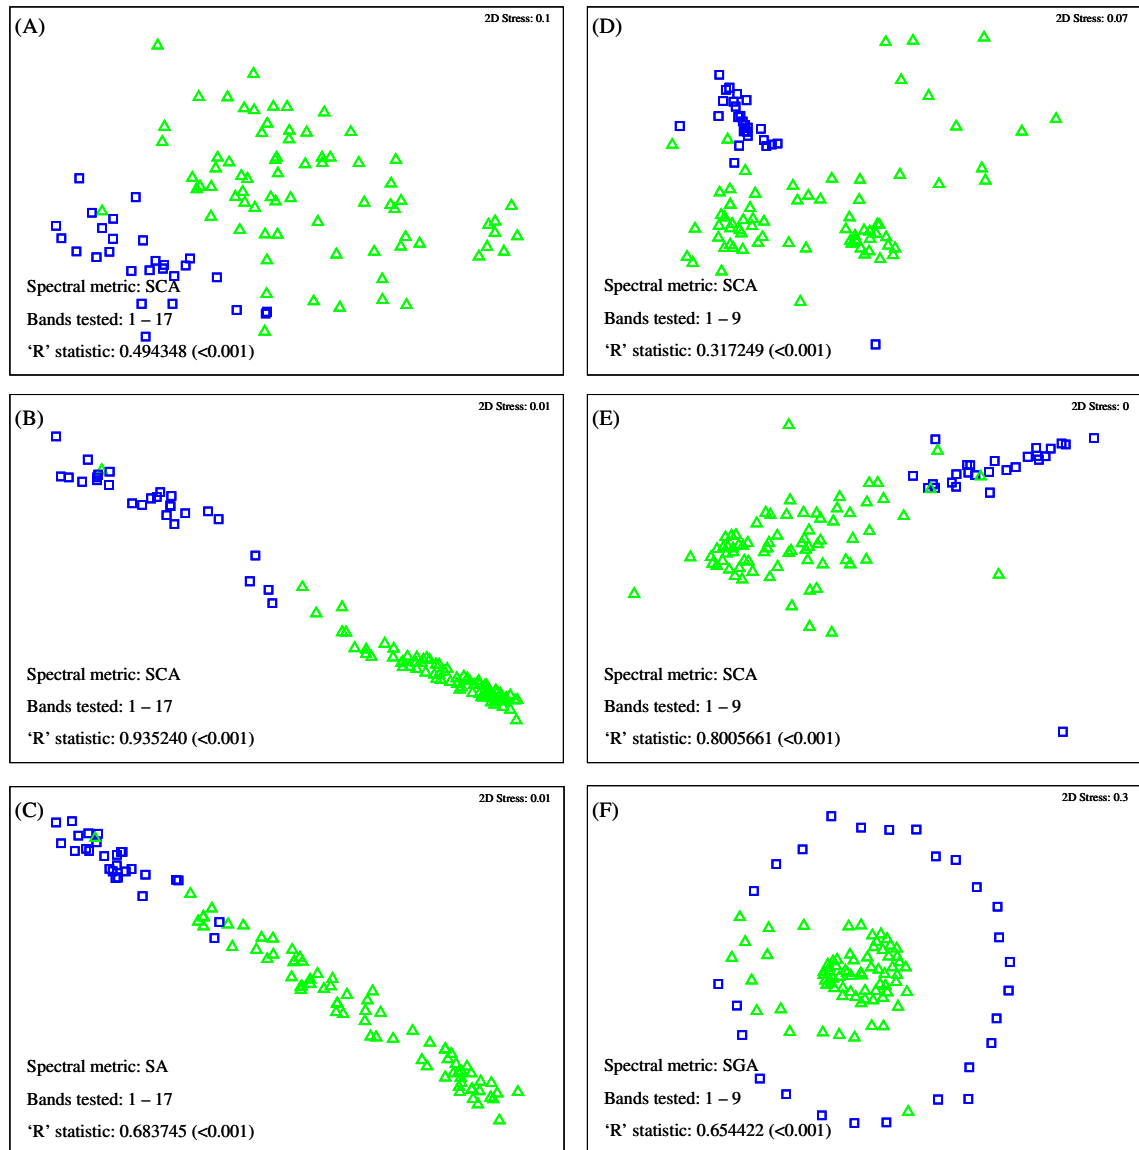 (A)
2D Stress: 0.1
Spectral metric: SCA
Bands tested: 1 – 17
‘R’ statistic: 0.494348 (<0.001)
(B)
2D Stress: 0.01
Spectral metric: SCA
Bands tested: 1 – 17
‘R’ statistic: 0.935240 (<0.001)
(C)
2D Stress: 0.01
Spectral metric: SA
Bands tested: 1 – 17
‘R’ statistic: 0.683745 (<0.001)
(D)
2D Stress: 0.07
Spectral metric: SCA
Bands tested: 1 – 9
‘R’ statistic: 0.317249 (<0.001)
(E)
2D Stress: 0
Spectral metric: SCA
Bands tested: 1 – 9
‘R’ statistic: 0.8005661 (<0.001)
(F)
2D Stress: 0.3
Spectral metric: SGA
Bands tested: 1 – 9
‘R’ statistic: 0.654422 (<0.001)